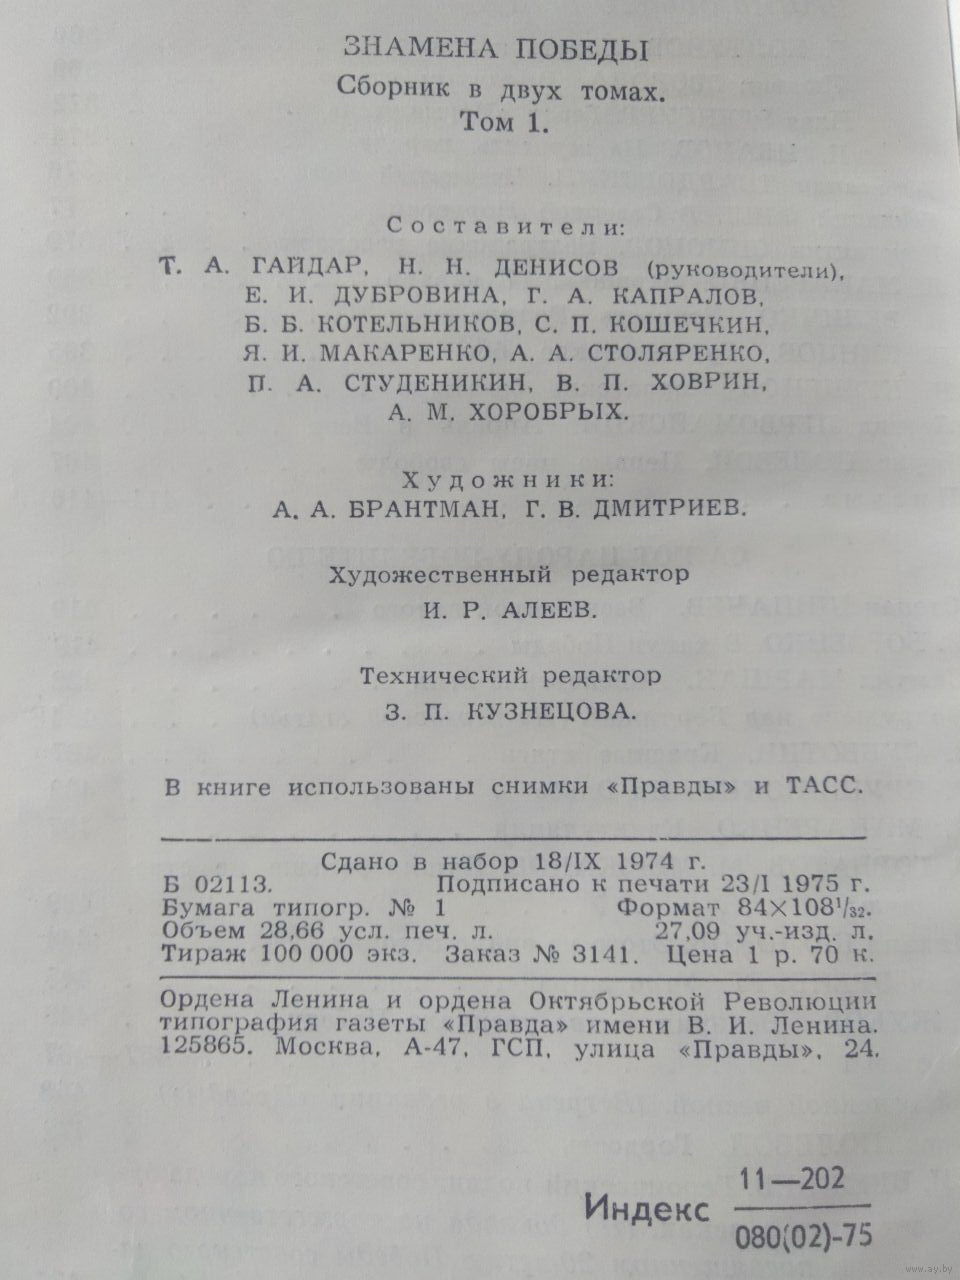 ЗНАМЕНА ПОБЕДЫ
Сборник в двух томах.
Том 1.
Составители:
Т. А. ГАЙДАР, Н. Н. ДЕНИСОВ (руководители),
Е. И. ДУБРОВИНА, Г. А. КАПРАЛОВ,
Б. Б. КОТЕЛЬНИКОВ, С. П. КОШЕЧКИН,
Я. И. МАКАРЕНКО, А. А. СТОЛЯРЕНКО,
П. А. СТУДЕНИКИН, В. П. ХОВРИН,
А. М. ХОРОБРЫХ.
Художники:
А. А. БРАНТМАН, Г. В. ДМИТРИЕВ.
Художественный редактор
И. Р. АЛЕЕВ.
Технический редактор
З. П. КУЗНЕЦОВА.
В книге использованы снимки «Правды» и ТАСС.
Сдано в набор 18/IX 1974 г.
Б 02113. Подписано к печати 23/I 1975 г.
Бумага типогр. № 1 Формат 84×108¹/₃₂.
Объем 28,66 усл. печ. л. 27,09 уч.-изд. л.
Тираж 100 000 экз. Заказ № 3141. Цена 1 р. 70 к.
Ордена Ленина и ордена Октябрьской Революции
типография газеты «Правда» имени В. И. Ленина.
125865. Москва, А-47, ГСП, улица «Правды», 24.
11—202
Индекс
080(02)-75
www.ay.by